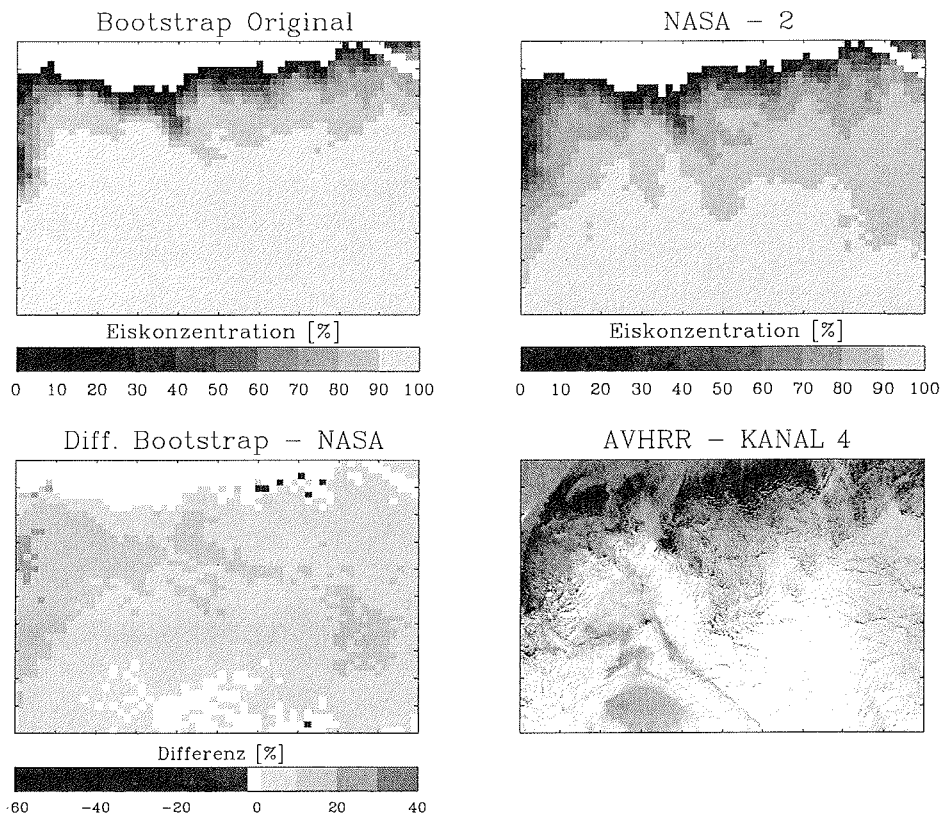 Bootstrap Original
NASA - 2
Eiskonzentration [%]
0 10 20 30 40 50 60 70 80 90 100
Eiskonzentration [%]
0 10 20 30 40 50 60 70 80 90 100
Diff. Bootstrap - NASA
AVHRR - KANAL 4
Differenz [%]
-60 -40 -20 0 20 40